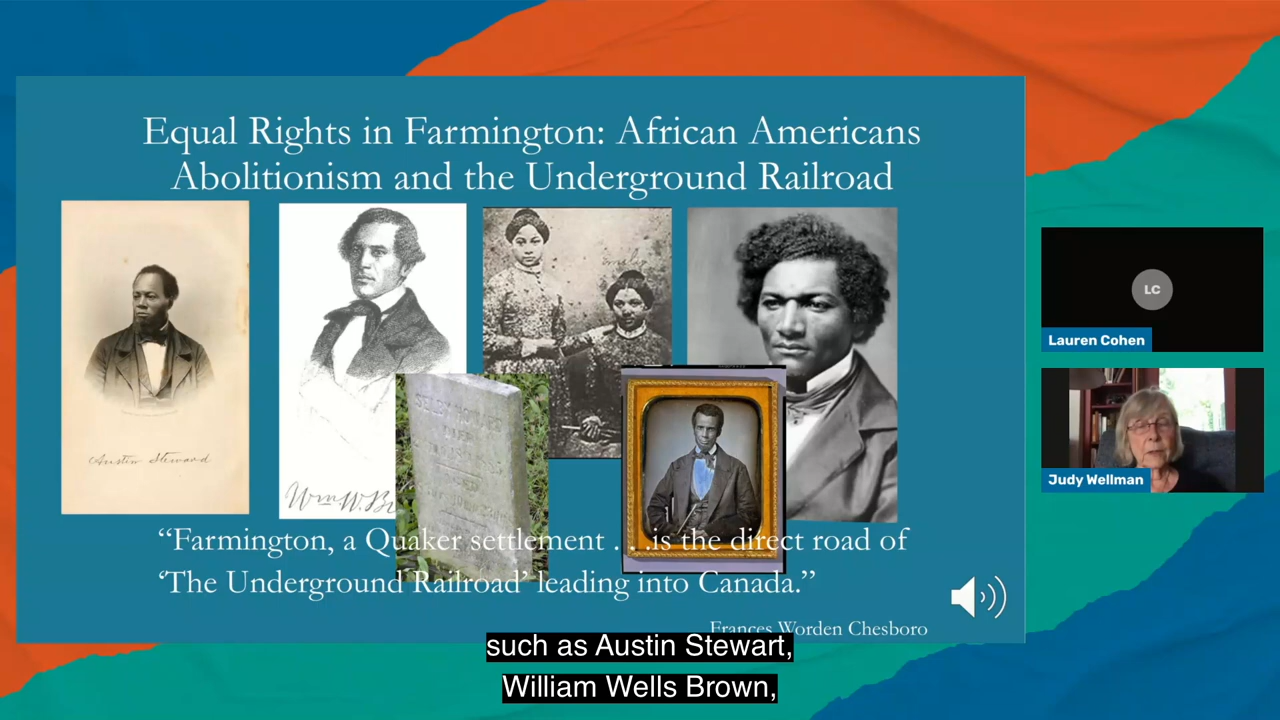 Equal Rights in Farmington: African Americans
Abolitionism and the Underground Railroad
Austin Steward
Wm. W. Br
“Farmington, a Quaker settlement . . .is the direct road of
‘The Underground Railroad’ leading into Canada.”
Frances Worden Chesboro
LC
Lauren Cohen
Judy Wellman
such as Austin Stewart,
William Wells Brown,